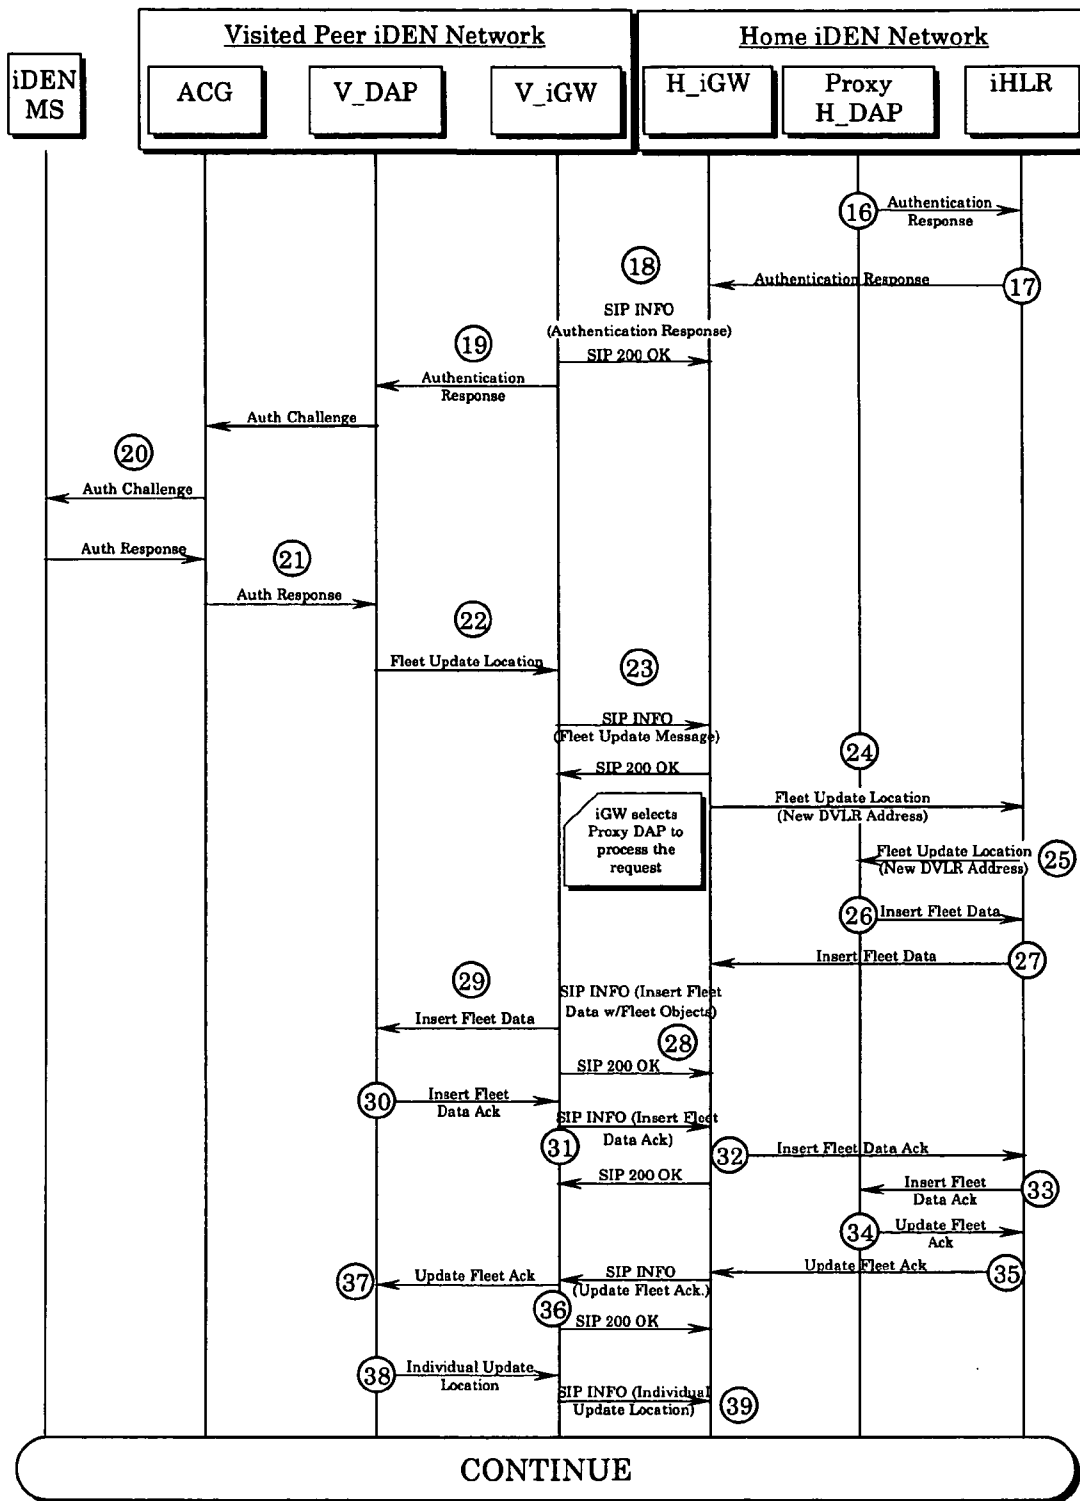 Visited Peer iDEN Network
Home iDEN Network
iDEN
MS
ACG
V_DAP
V_iGW
H_iGW
Proxy
H_DAP
iHLR
16
Authentication
Response
18
Authentication Response
17
SIP INFO
(Authentication Response)
19
SIP 200 OK
Authentication
Response
Auth Challenge
20
Auth Challenge
Auth Response
21
Auth Response
22
Fleet Update Location
23
SIP INFO
(Fleet Update Message)
24
SIP 200 OK
Fleet Update Location
(New DVLR Address)
iGW selects
Proxy DAP to
process the
request
Fleet Update Location
(New DVLR Address)
25
26
Insert Fleet Data
Insert Fleet Data
27
29
SIP INFO (Insert Fleet
Data w/Fleet Objects)
Insert Fleet Data
28
SIP 200 OK
30
Insert Fleet
Data Ack
SIP INFO (Insert Fleet
Data Ack)
31
32
Insert Fleet Data Ack
SIP 200 OK
Insert Fleet
Data Ack
33
34
Update Fleet
Ack
Update Fleet Ack
35
37
Update Fleet Ack
SIP INFO
(Update Fleet Ack.)
36
SIP 200 OK
38
Individual Update
Location
SIP INFO (Individual
Update Location)
39
CONTINUE